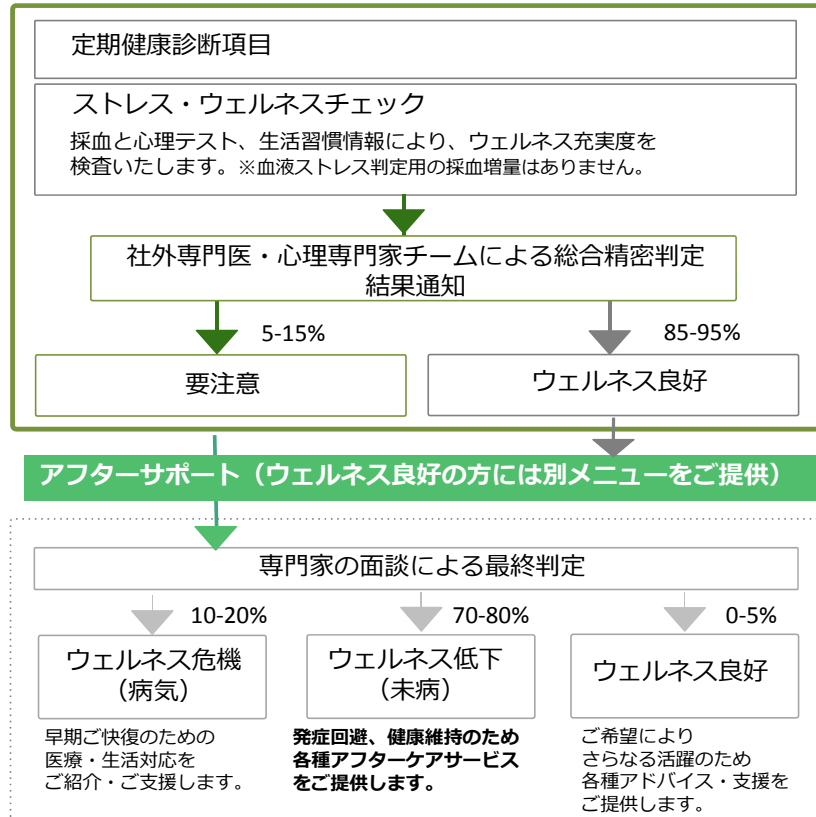 定期健康診断項目
ストレス・ウェルネスチェック
採血と心理テスト、生活習慣情報により、ウェルネス充実度を
検査いたします。※血液ストレス判定用の採血増量はありません。
社外専門医・心理専門家チームによる総合精密判定
結果通知
5-15%
85-95%
要注意
ウェルネス良好
アフターサポート（ウェルネス良好の方には別メニューをご提供）
専門家の面談による最終判定
10-20%
70-80%
0-5%
ウェルネス危機
（病気）
ウェルネス低下
（未病）
ウェルネス良好
早期ご快復のための
医療・生活対応を
ご紹介・ご支援します。
発症回避、健康維持のため
各種アフターケアサービス
をご提供します。
ご希望により
さらなる活躍のため
各種アドバイス・支援を
ご提供します。